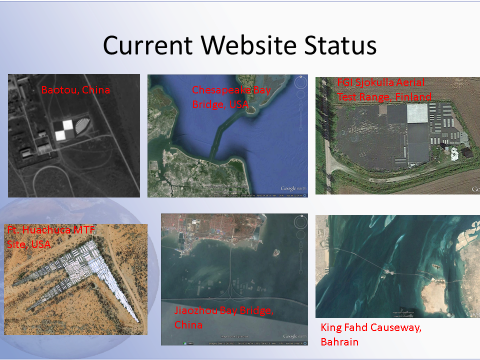 Current Website Status
Baotou, China
Chesapeake Bay
Bridge, USA
FGI Sjokulla Aerial
Test Range, Finland
Ft. Huachuca MTF
Site, USA
Jiaozhou Bay Bridge,
China
King Fahd Causeway,
Bahrain